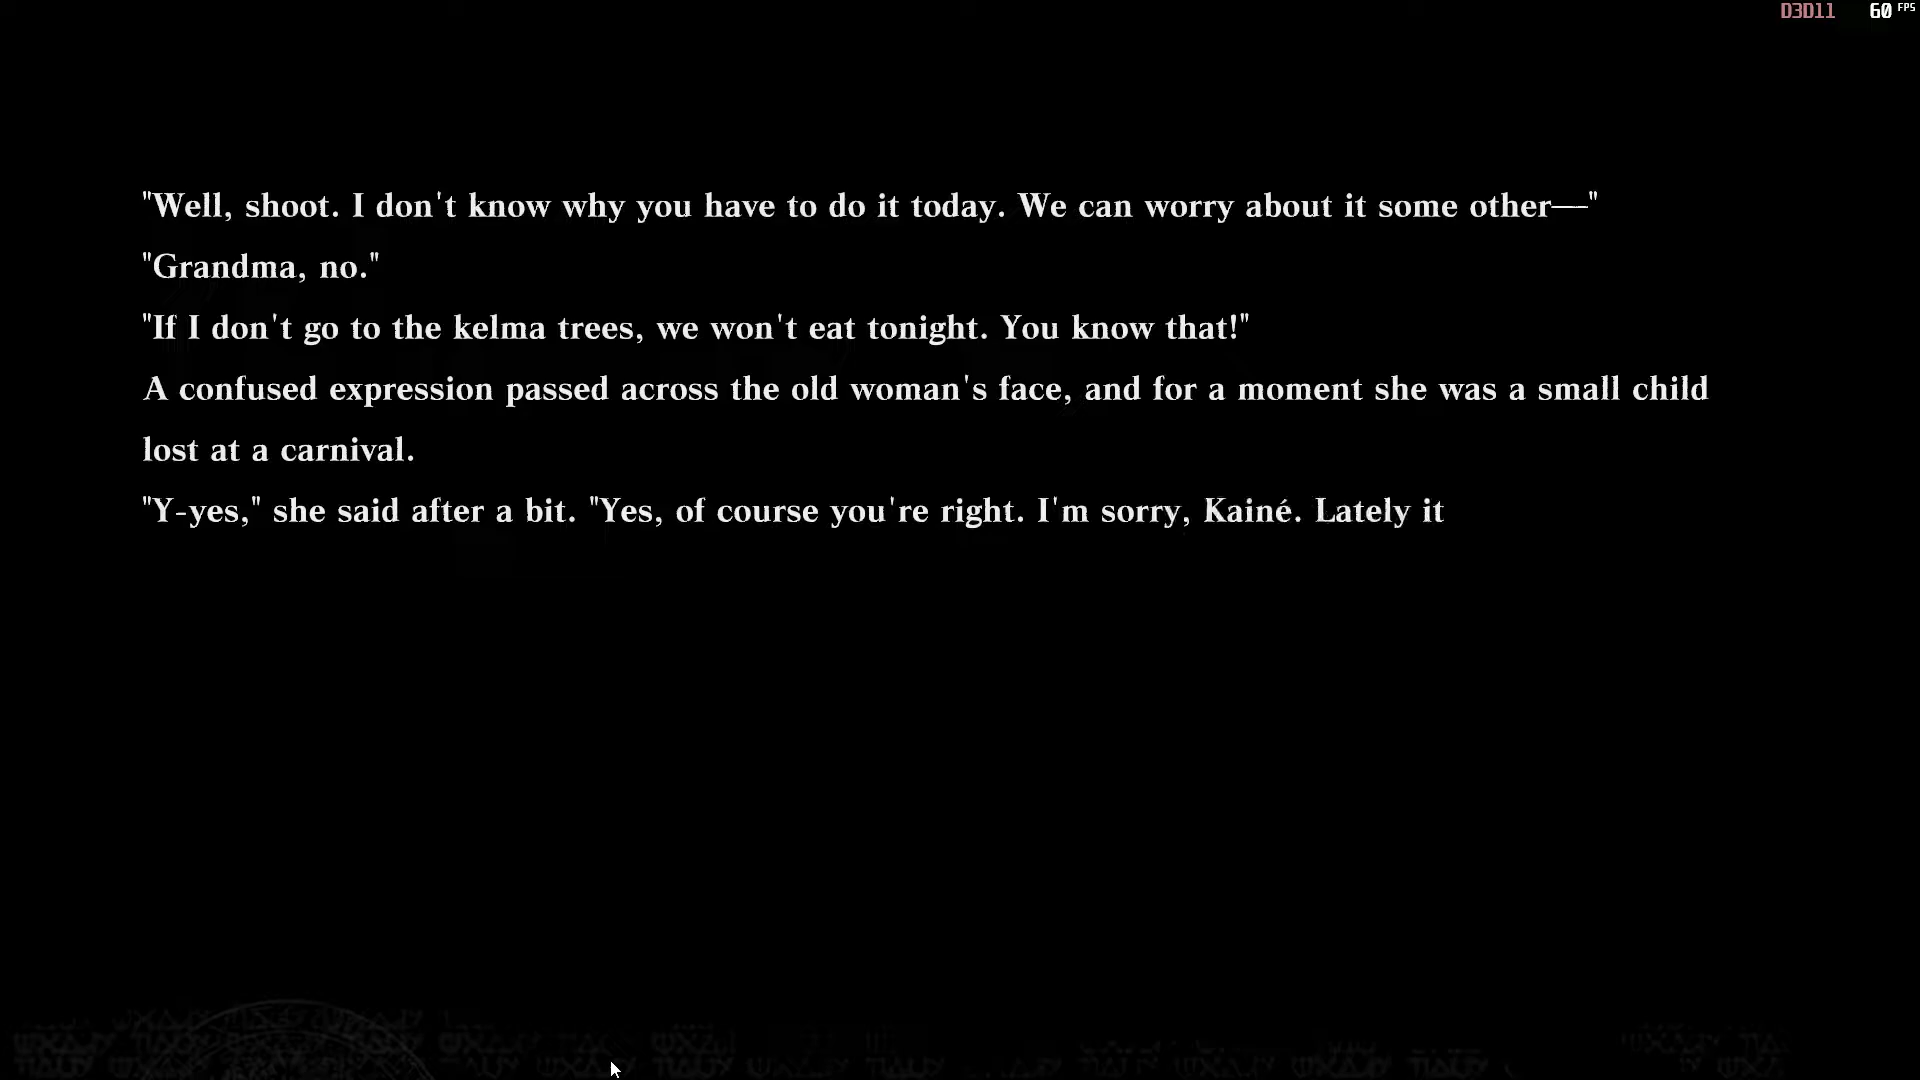 D3D11 60 FPS
"Well, shoot. I don't know why you have to do it today. We can worry about it some other—"
"Grandma, no."
"If I don't go to the kelma trees, we won't eat tonight. You know that!"
A confused expression passed across the old woman's face, and for a moment she was a small child
lost at a carnival.
"Y-yes," she said after a bit. "Yes, of course you're right. I'm sorry, Kainé. Lately it